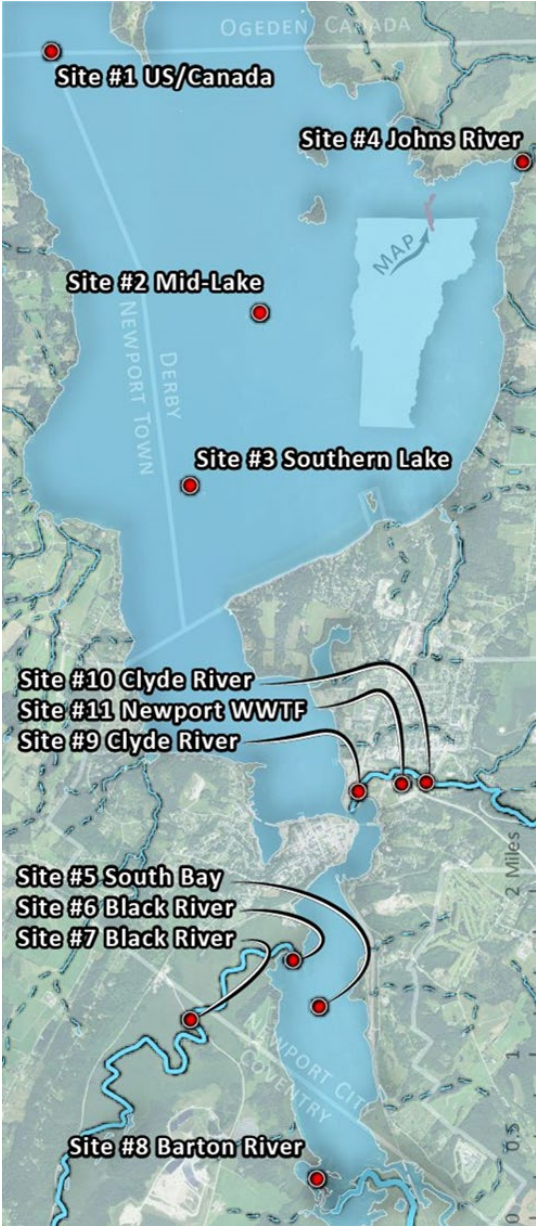 OGEDEN CANADA
Site #1 US/Canada
Site #4 Johns River
MAP
Site #2 Mid-Lake
DERBY
NEWPORT TOWN
Site #3 Southern Lake
Site #10 Clyde River
Site #11 Newport WWTF
Site #9 Clyde River
2 Miles
Site #5 South Bay
Site #6 Black River
Site #7 Black River
1
NEWPORT CITY
COVENTRY
0.5
Site #8 Barton River
0